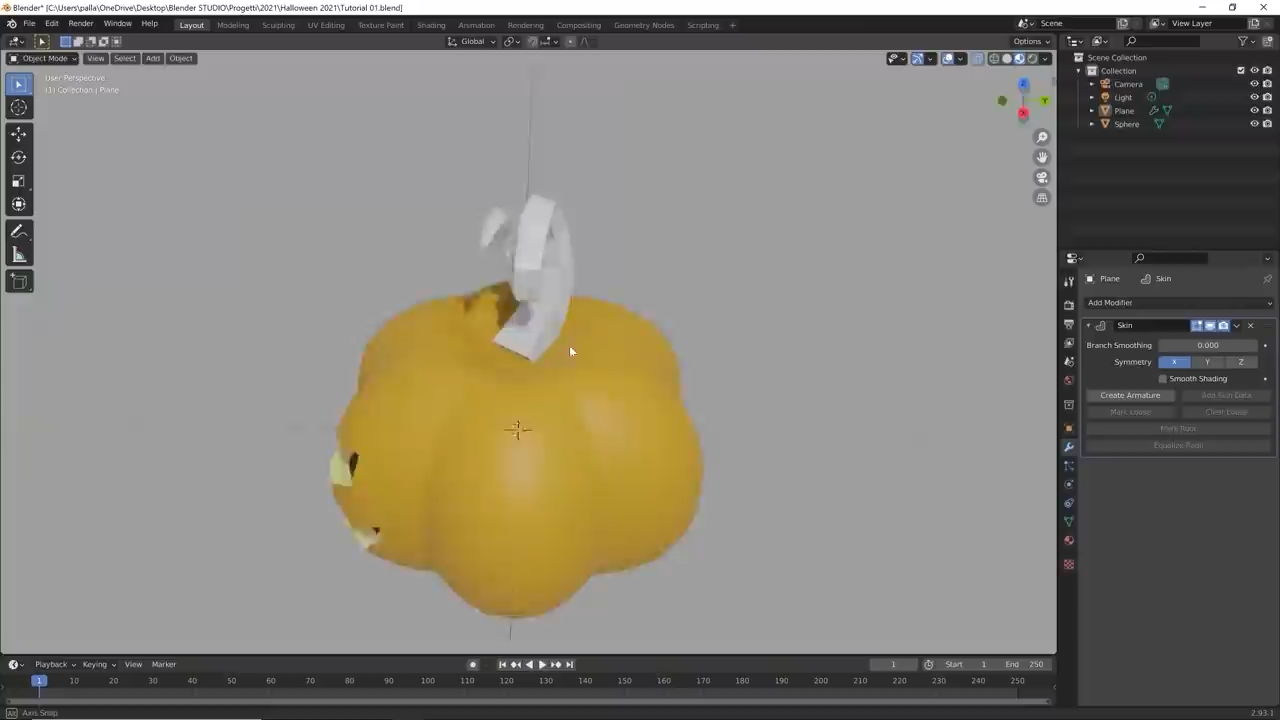 Blender* [C:\Users\palla\OneDrive\Desktop\Blender STUDIO\Progetti\2021\Halloween 2021\Tutorial 01.blend]
File Edit Render Window Help Layout Modeling Sculpting UV Editing Texture Paint Shading Animation Rendering Compositing Geometry Nodes Scripting + Scene View Layer
Global Options
Object Mode View Select Add Object
User Perspective
(1) Collection | Plane
Scene Collection
Collection
Camera
Light
Plane
Sphere
Plane Skin
Add Modifier
Skin
Branch Smoothing 0.000
Symmetry X Y Z
Smooth Shading
Create Armature Add Skin Data
Mark Loose Clear Loose
Mark Root
Equalize Radii
Playback Keying View Marker 1 Start 1 End 250
1 10 20 30 40 50 60 70 80 90 100 110 120 130 140 150 160 170 180 190 200 210 220 230 240 250
Alt Axis Snap 2.93.1